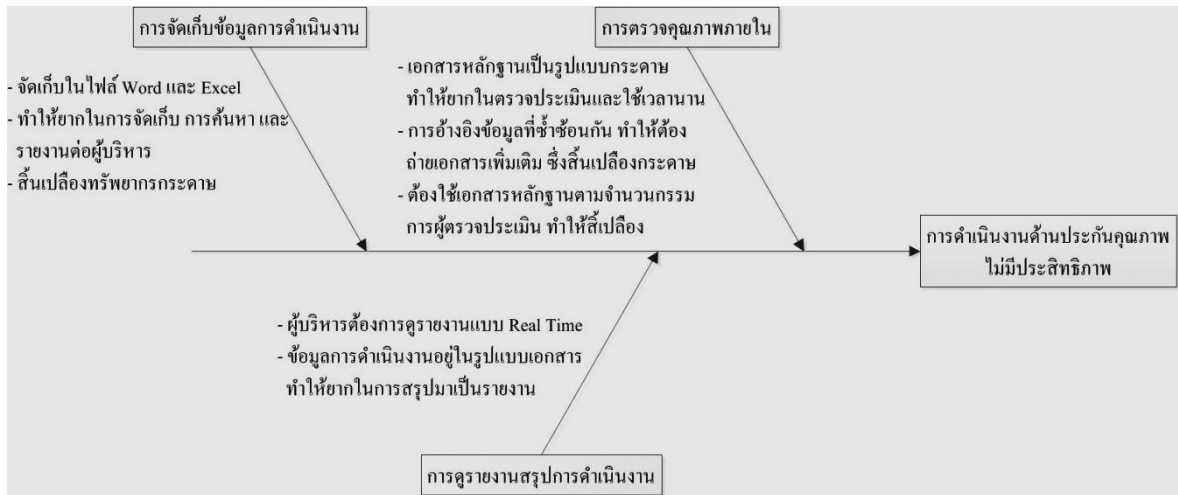 การจัดเก็บข้อมูลการดำเนินงาน
- จัดเก็บในไฟล์ Word และ Excel
- ทำให้ยากในการจัดเก็บ การค้นหา และ
รายงานต่อผู้บริหาร
- สิ้นเปลืองทรัพยากรกระดาษ
การตรวจคุณภาพภายใน
- เอกสารหลักฐานเป็นรูปแบบกระดาษ
ทำให้ยากในตรวจประเมินและใช้เวลานาน
- การอ้างอิงข้อมูลที่ซ้ำซ้อนกัน ทำให้ต้อง
ถ่ายเอกสารเพิ่มเติม ซึ่งสิ้นเปลืองกระดาษ
- ต้องใช้เอกสารหลักฐานตามจำนวนกรรม
การผู้ตรวจประเมิน ทำให้สิ้เปลือง
การดำเนินงานด้านประกันคุณภาพ
ไม่มีประสิทธิภาพ
- ผู้บริหารต้องการดูรายงานแบบ Real Time
- ข้อมูลการดำเนินงานอยู่ในรูปแบบเอกสาร
ทำให้ยากในการสรุปมาเป็นรายงาน
การดูรายงานสรุปการดำเนินงาน